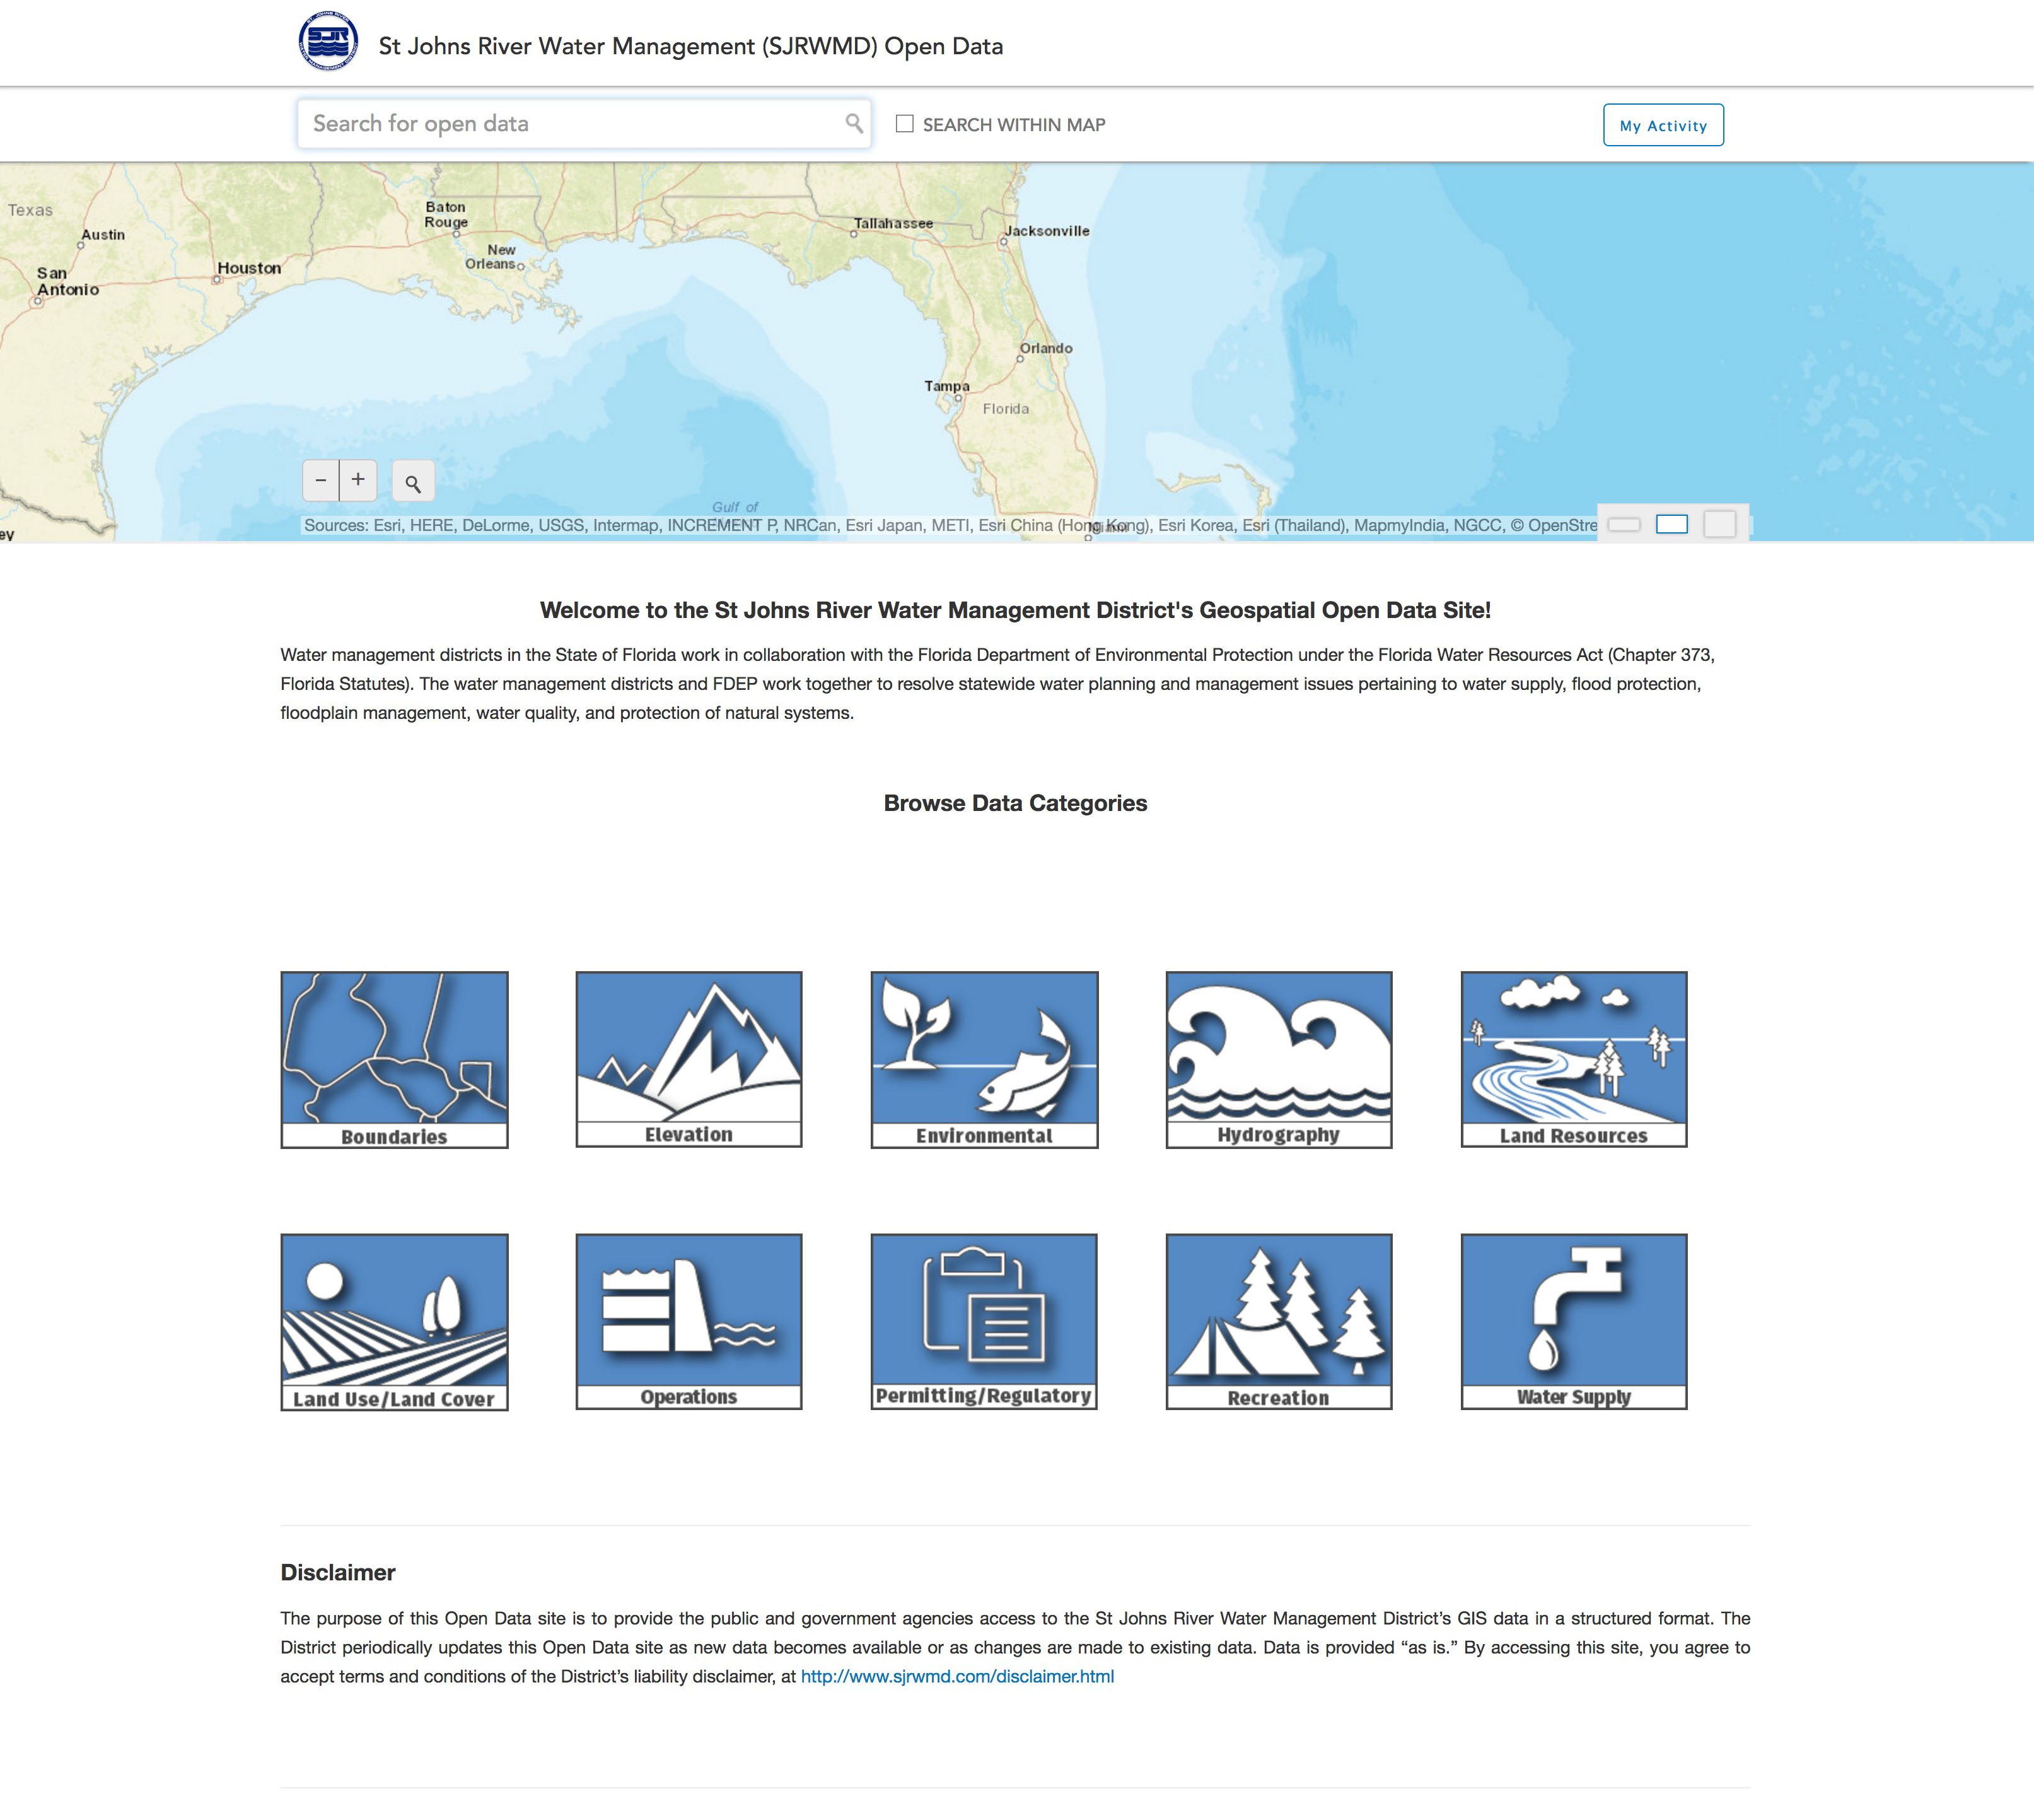 St Johns River Water Management (SJRWMD) Open Data
SJR
Search for open data
SEARCH WITHIN MAP
My Activity
Texas
Austin
San
Antonio
Houston
Baton
Rouge
New
Orleans
Tallahassee
Jacksonville
Orlando
Tampa
Florida
Gulf of
Sources: Esri, HERE, DeLorme, USGS, Intermap, INCREMENT P, NRCan, Esri Japan, METI, Esri China (Hong Kong), Esri Korea, Esri (Thailand), MapmyIndia, NGCC, © OpenStre
Welcome to the St Johns River Water Management District's Geospatial Open Data Site!
Water management districts in the State of Florida work in collaboration with the Florida Department of Environmental Protection under the Florida Water Resources Act (Chapter 373,
Florida Statutes). The water management districts and FDEP work together to resolve statewide water planning and management issues pertaining to water supply, flood protection,
floodplain management, water quality, and protection of natural systems.
Browse Data Categories
Boundaries
Elevation
Environmental
Hydrography
Land Resources
Land Use/Land Cover
Operations
Permitting/Regulatory
Recreation
Water Supply
Disclaimer
The purpose of this Open Data site is to provide the public and government agencies access to the St Johns River Water Management District’s GIS data in a structured format. The
District periodically updates this Open Data site as new data becomes available or as changes are made to existing data. Data is provided “as is.” By accessing this site, you agree to
accept terms and conditions of the District’s liability disclaimer, at http://www.sjrwmd.com/disclaimer.html